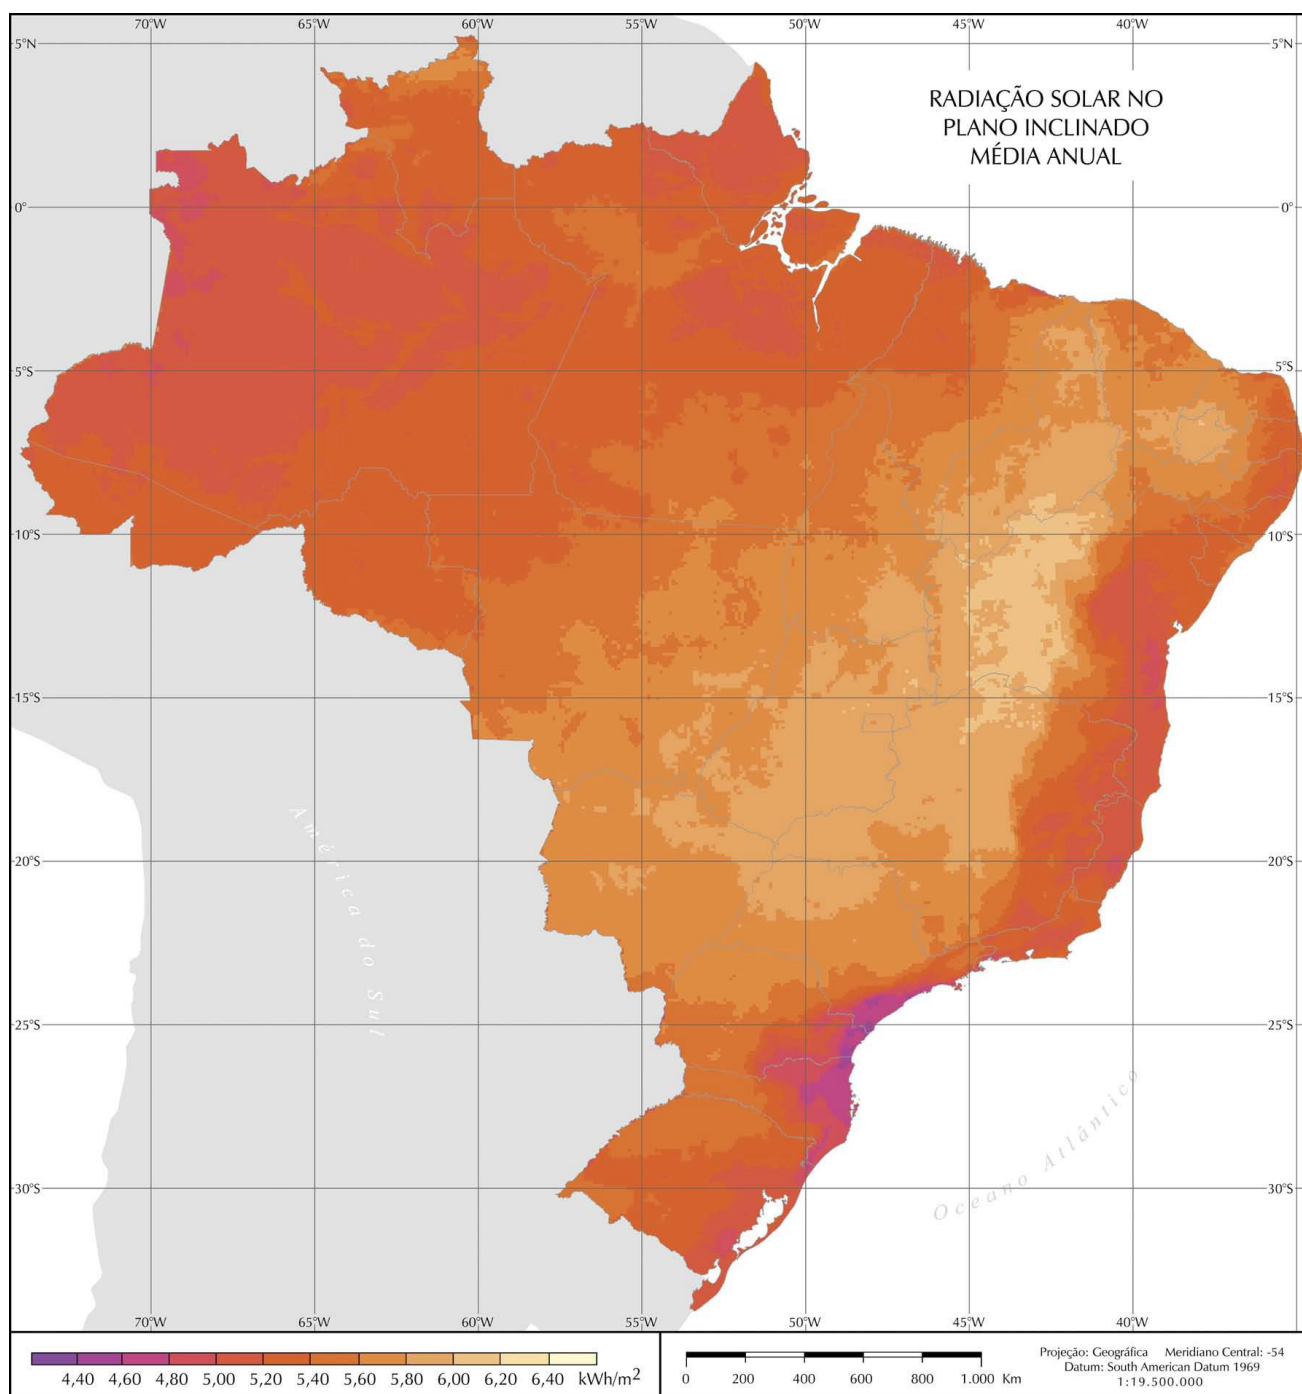 70°W 65°W 60°W 55°W 50°W 45°W 40°W
5°N 5°N
RADIAÇÃO SOLAR NO
PLANO INCLINADO
MÉDIA ANUAL
0° 0°
5°S 5°S
10°S 10°S
15°S 15°S
América do Sul
20°S 20°S
25°S 25°S
Oceano Atlântico
30°S 30°S
70°W 65°W 60°W 55°W 50°W 45°W 40°W
4,40 4,60 4,80 5,00 5,20 5,40 5,60 5,80 6,00 6,20 6,40 kWh/m²
0 200 400 600 800 1.000 Km
Projeção: Geográfica Meridiano Central: -54
Datum: South American Datum 1969
1:19.500.000